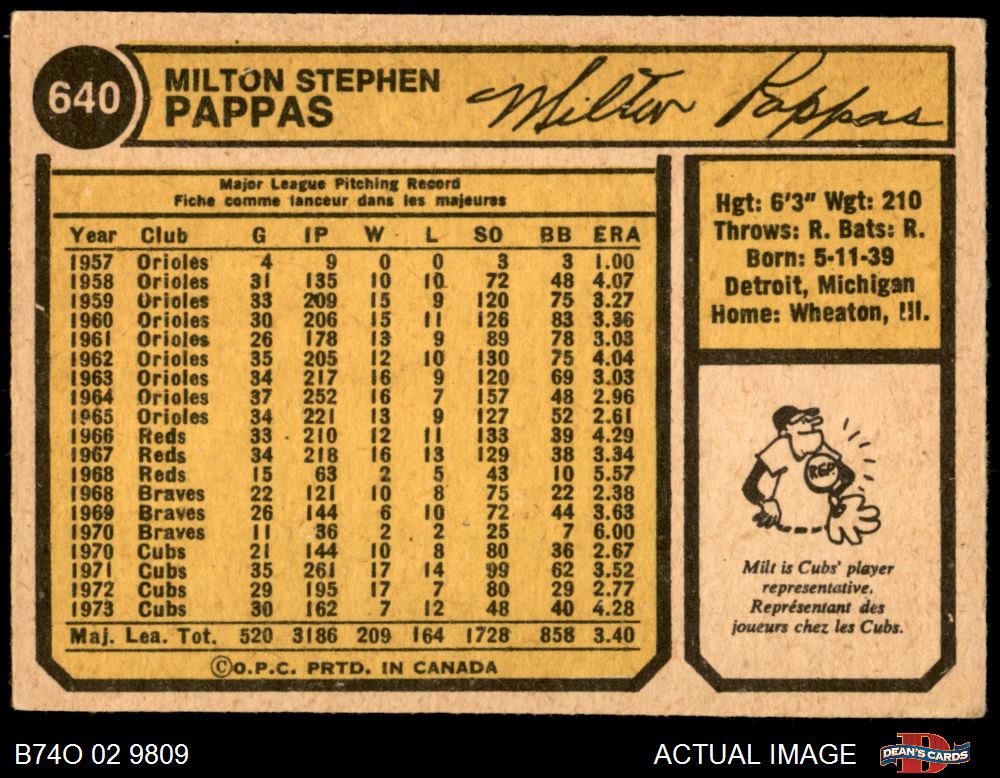 640
MILTON STEPHEN
PAPPAS
Milton Pappas
Major League Pitching Record
Fiche comme lanceur dans les majeures
Year Club G IP W L SO BB ERA
1957 Orioles 4 9 0 0 3 3 1.00
1958 Orioles 31 135 10 10 72 48 4.07
1959 Orioles 33 209 15 9 120 75 3.27
1960 Orioles 30 206 15 11 126 83 3.36
1961 Orioles 26 178 13 9 89 78 3.03
1962 Orioles 35 205 12 10 130 75 4.04
1963 Orioles 34 217 16 9 120 69 3.03
1964 Orioles 37 252 16 7 157 48 2.96
1965 Orioles 34 221 13 9 127 52 2.61
1966 Reds 33 210 12 11 133 39 4.29
1967 Reds 34 218 16 13 129 38 3.34
1968 Reds 15 63 2 5 43 10 5.57
1968 Braves 22 121 10 8 75 22 2.38
1969 Braves 26 144 6 10 72 44 3.63
1970 Braves 11 36 2 2 25 7 6.00
1970 Cubs 21 144 10 8 80 36 2.67
1971 Cubs 35 261 17 14 99 62 3.52
1972 Cubs 29 195 17 7 80 29 2.77
1973 Cubs 30 162 7 12 48 40 4.28
Maj. Lea. Tot. 520 3186 209 164 1728 858 3.40
©O.P.C. PRTD. IN CANADA
Hgt: 6'3" Wgt: 210
Throws: R. Bats: R.
Born: 5-11-39
Detroit, Michigan
Home: Wheaton, Ill.
REP.
Milt is Cubs' player
representative.
Représentant des
joueurs chez les Cubs.
B74O 02 9809
ACTUAL IMAGE
DEAN'S CARDS